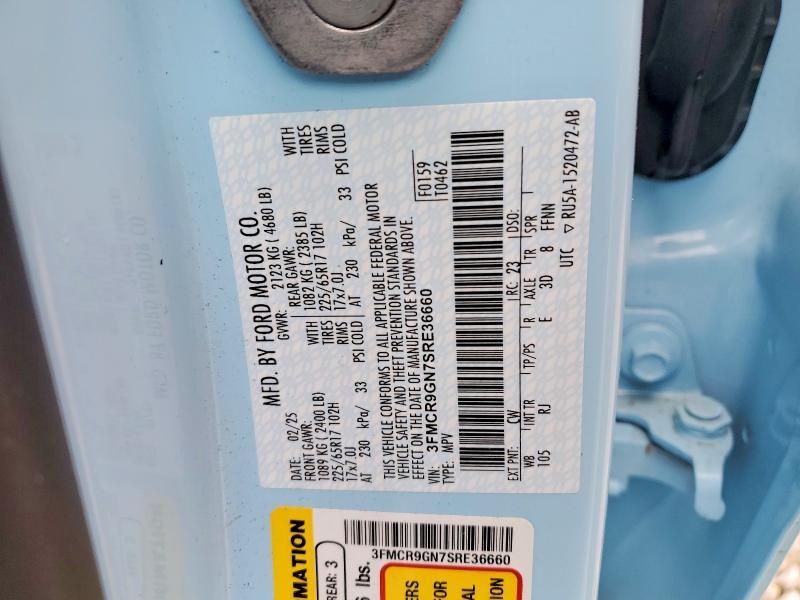 MFD. BY FORD MOTOR CO.
DATE: 02/25 GVWR: 2123 KG ( 4680 LB)
FRONT GAWR: REAR GAWR:
1089 KG ( 2400 LB) WITH 1082 KG ( 2385 LB) WITH
225/65R17 102H TIRES 225/65R17 102H TIRES
17x7.0J RIMS 17x7.0J RIMS
AT 230 kPa/ 33 PSI COLD AT 230 kPa/ 33 PSI COLD
THIS VEHICLE CONFORMS TO ALL APPLICABLE FEDERAL MOTOR
VEHICLE SAFETY AND THEFT PREVENTION STANDARDS IN
EFFECT ON THE DATE OF MANUFACTURE SHOWN ABOVE.
VIN: 3FMCR9GN7SRE36660
TYPE: MPV
F0159
T0462
EXT PNT: CW RC: 23 DSO:
WB INT TR TP/PS R AXLE TR SPR
105 RJ E 3D 8 FFNN
UTC ▽ RU5A-1520472-AB
3FMCR9GN7SRE36660
REAR: 3
lbs.